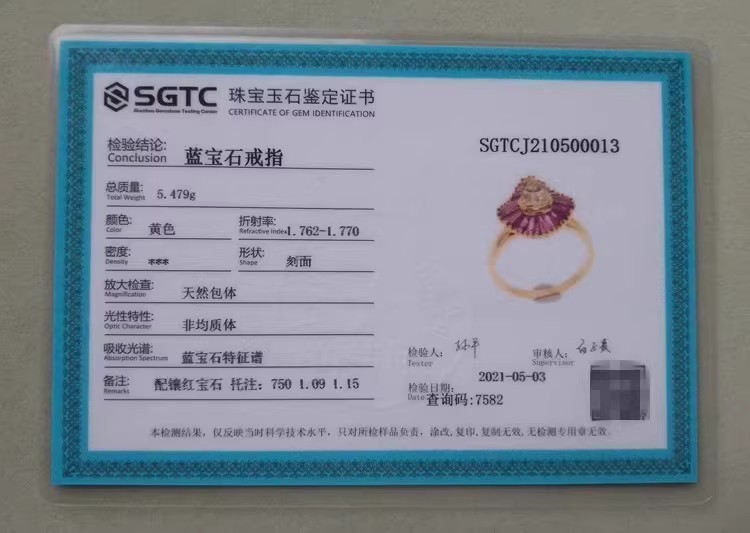 SGTC 珠宝玉石鉴定证书
CERTIFICATE OF GEM IDENTIFICATION
SGTCJ210500013
检验结论: 蓝宝石戒指
Conclusion
总质量: 5.479g
Total Weight
颜色: 黄色
Color
折射率: 1.762-1.770
Refractive Index
密度: ***
Density
形状: 刻面
Shape
放大检查: 天然包体
Magnification
光性特性: 非均质体
Optic Character
吸收光谱: 蓝宝石特征谱
Absorption Spectrum
备注: 配镶红宝石 托注: 750 1.09 1.15
Remarks
检验人:
Tester
审核人:
Supervisor
检验日期: 2021-05-03
Date 查询码:7582
本检测结果, 仅反映当时科学技术水平, 只对所检样品负责, 涂改,复印,复制无效,无检测专用章无效。